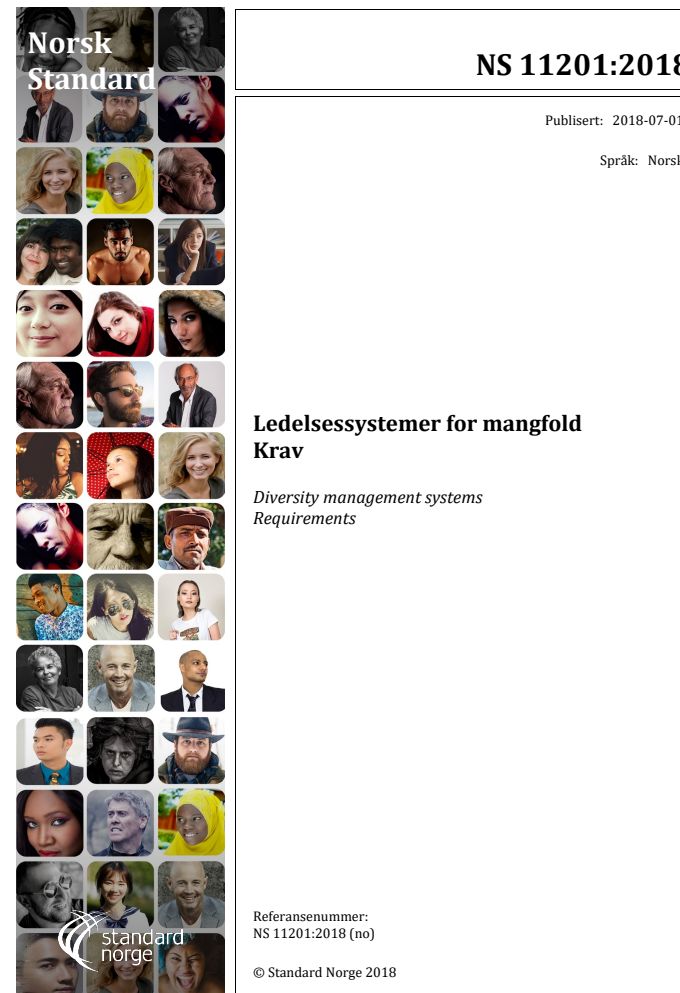 Norsk
Standard
NS 11201:2018
Publisert: 2018-07-01
Språk: Norsk
Ledelsessystemer for mangfold
Krav
Diversity management systems
Requirements
Referansenummer:
NS 11201:2018 (no)
© Standard Norge 2018
standard
norge